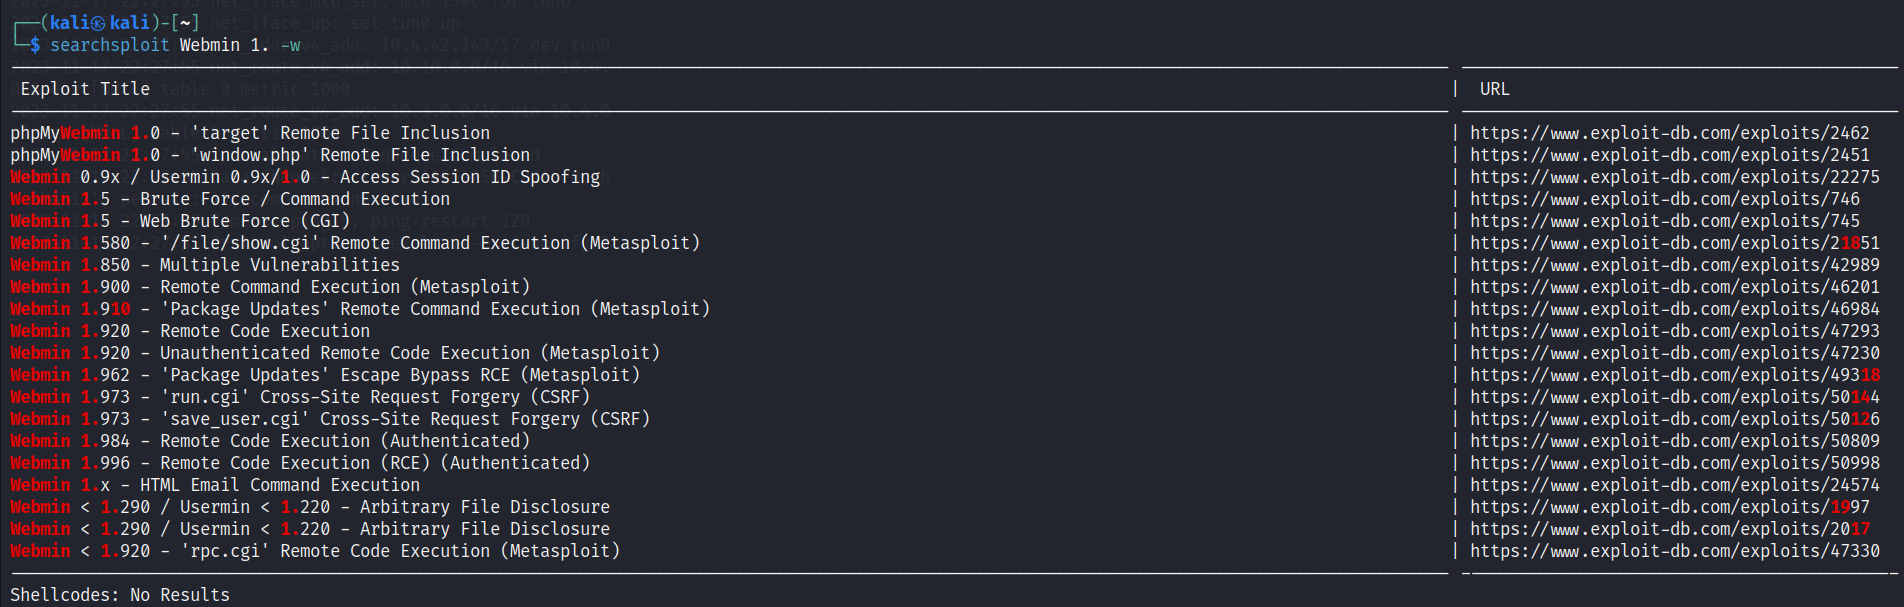 (kali㉿kali)-[~]
$ searchsploit Webmin 1. -w
Exploit Title | URL
phpMyWebmin 1.0 - 'target' Remote File Inclusion | https://www.exploit-db.com/exploits/2462
phpMyWebmin 1.0 - 'window.php' Remote File Inclusion | https://www.exploit-db.com/exploits/2451
Webmin 0.9x / Usermin 0.9x/1.0 - Access Session ID Spoofing | https://www.exploit-db.com/exploits/22275
Webmin 1.5 - Brute Force / Command Execution | https://www.exploit-db.com/exploits/746
Webmin 1.5 - Web Brute Force (CGI) | https://www.exploit-db.com/exploits/745
Webmin 1.580 - '/file/show.cgi' Remote Command Execution (Metasploit) | https://www.exploit-db.com/exploits/21851
Webmin 1.850 - Multiple Vulnerabilities | https://www.exploit-db.com/exploits/42989
Webmin 1.900 - Remote Command Execution (Metasploit) | https://www.exploit-db.com/exploits/46201
Webmin 1.910 - 'Package Updates' Remote Command Execution (Metasploit) | https://www.exploit-db.com/exploits/46984
Webmin 1.920 - Remote Code Execution | https://www.exploit-db.com/exploits/47293
Webmin 1.920 - Unauthenticated Remote Code Execution (Metasploit) | https://www.exploit-db.com/exploits/47230
Webmin 1.962 - 'Package Updates' Escape Bypass RCE (Metasploit) | https://www.exploit-db.com/exploits/49318
Webmin 1.973 - 'run.cgi' Cross-Site Request Forgery (CSRF) | https://www.exploit-db.com/exploits/50144
Webmin 1.973 - 'save_user.cgi' Cross-Site Request Forgery (CSRF) | https://www.exploit-db.com/exploits/50126
Webmin 1.984 - Remote Code Execution (Authenticated) | https://www.exploit-db.com/exploits/50809
Webmin 1.996 - Remote Code Execution (RCE) (Authenticated) | https://www.exploit-db.com/exploits/50998
Webmin 1.x - HTML Email Command Execution | https://www.exploit-db.com/exploits/24574
Webmin < 1.290 / Usermin < 1.220 - Arbitrary File Disclosure | https://www.exploit-db.com/exploits/1997
Webmin < 1.290 / Usermin < 1.220 - Arbitrary File Disclosure | https://www.exploit-db.com/exploits/2017
Webmin < 1.920 - 'rpc.cgi' Remote Code Execution (Metasploit) | https://www.exploit-db.com/exploits/47330
Shellcodes: No Results